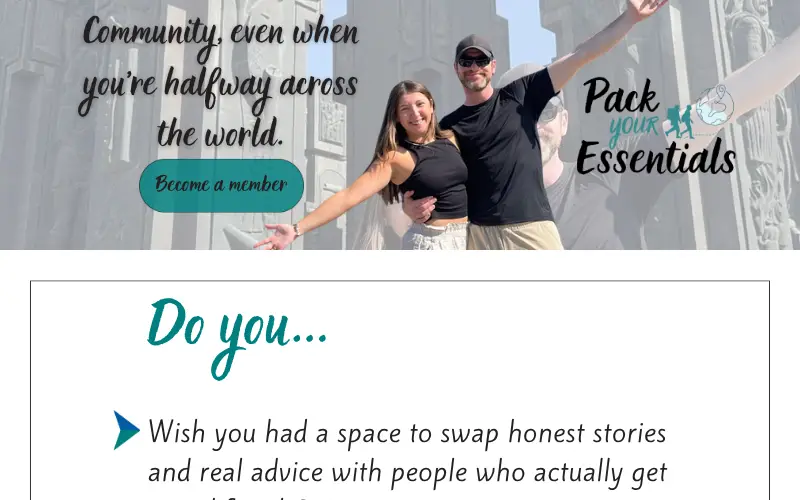 Community, even when
you're halfway across
the world.
Become a member
Pack
your
Essentials
Do you...
Wish you had a space to swap honest stories
and real advice with people who actually get